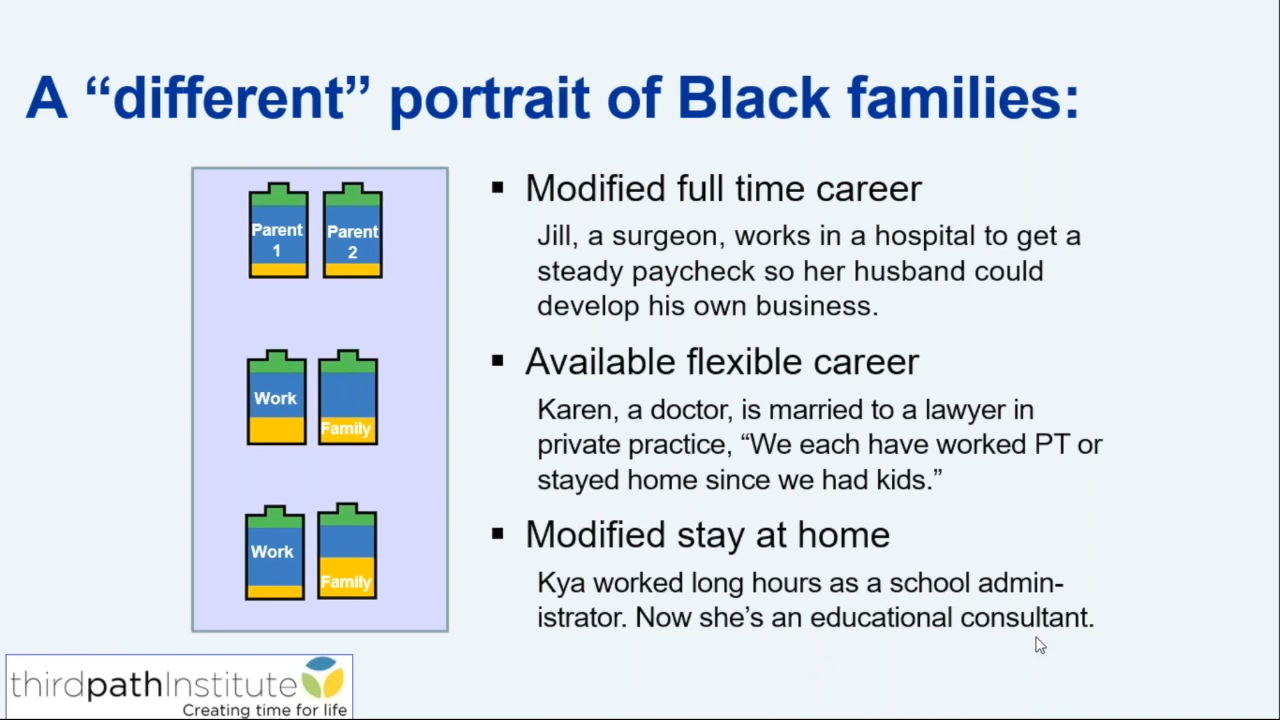 A “different” portrait of Black families:
Parent
1
Parent
2
Work
Family
Work
Family
▪ Modified full time career
Jill, a surgeon, works in a hospital to get a
steady paycheck so her husband could
develop his own business.
▪ Available flexible career
Karen, a doctor, is married to a lawyer in
private practice, “We each have worked PT or
stayed home since we had kids.”
▪ Modified stay at home
Kya worked long hours as a school admin-
istrator. Now she’s an educational consultant.
thirdpathInstitute
Creating time for life